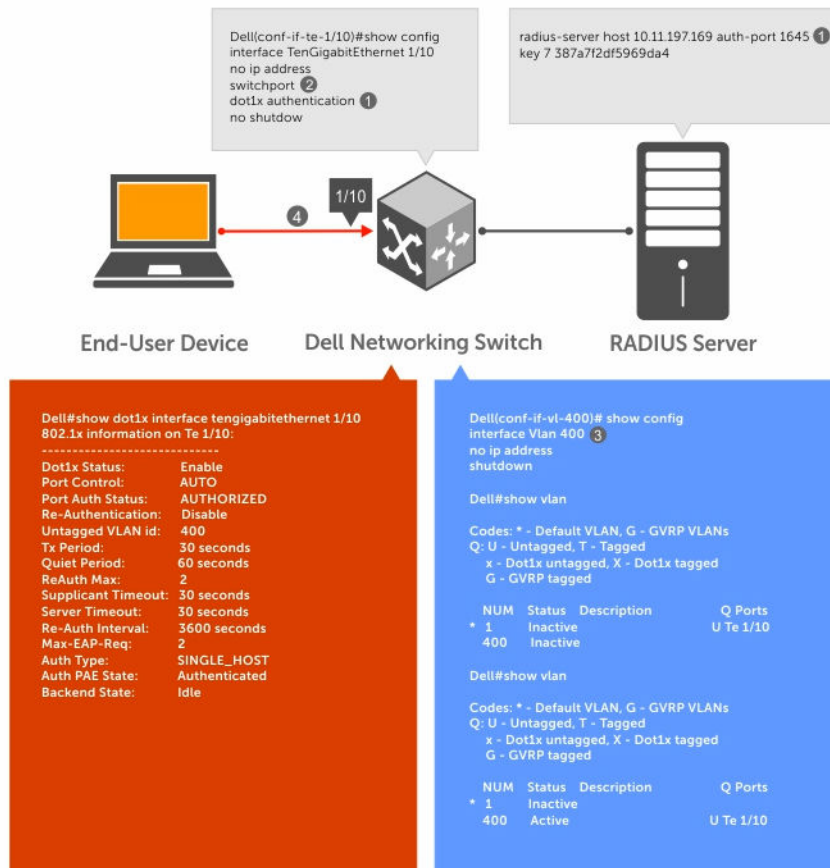 Dell(conf-if-te-1/10)#show config
interface TenGigabitEthernet 1/10
no ip address
switchport 2
dot1x authentication 1
no shutdow
radius-server host 10.11.197.169 auth-port 1645 1
key 7 387a7f2df5969da4
4
1/10
End-User Device
Dell Networking Switch
RADIUS Server
Dell#show dot1x interface tengigabitethernet 1/10
802.1x information on Te 1/10:
-----------------------------
Dot1x Status: Enable
Port Control: AUTO
Port Auth Status: AUTHORIZED
Re-Authentication: Disable
Untagged VLAN id: 400
Tx Period: 30 seconds
Quiet Period: 60 seconds
ReAuth Max: 2
Supplicant Timeout: 30 seconds
Server Timeout: 30 seconds
Re-Auth Interval: 3600 seconds
Max-EAP-Req: 2
Auth Type: SINGLE_HOST
Auth PAE State: Authenticated
Backend State: Idle
Dell(conf-if-vl-400)# show config
interface Vlan 400 3
no ip address
shutdown
Dell#show vlan
Codes: * - Default VLAN, G - GVRP VLANs
Q: U - Untagged, T - Tagged
x - Dot1x untagged, X - Dot1x tagged
G - GVRP tagged
NUM Status Description Q Ports
* 1 Inactive U Te 1/10
400 Inactive
Dell#show vlan
Codes: * - Default VLAN, G - GVRP VLANs
Q: U - Untagged, T - Tagged
x - Dot1x untagged, X - Dot1x tagged
G - GVRP tagged
NUM Status Description Q Ports
* 1 Inactive
400 Active U Te 1/10